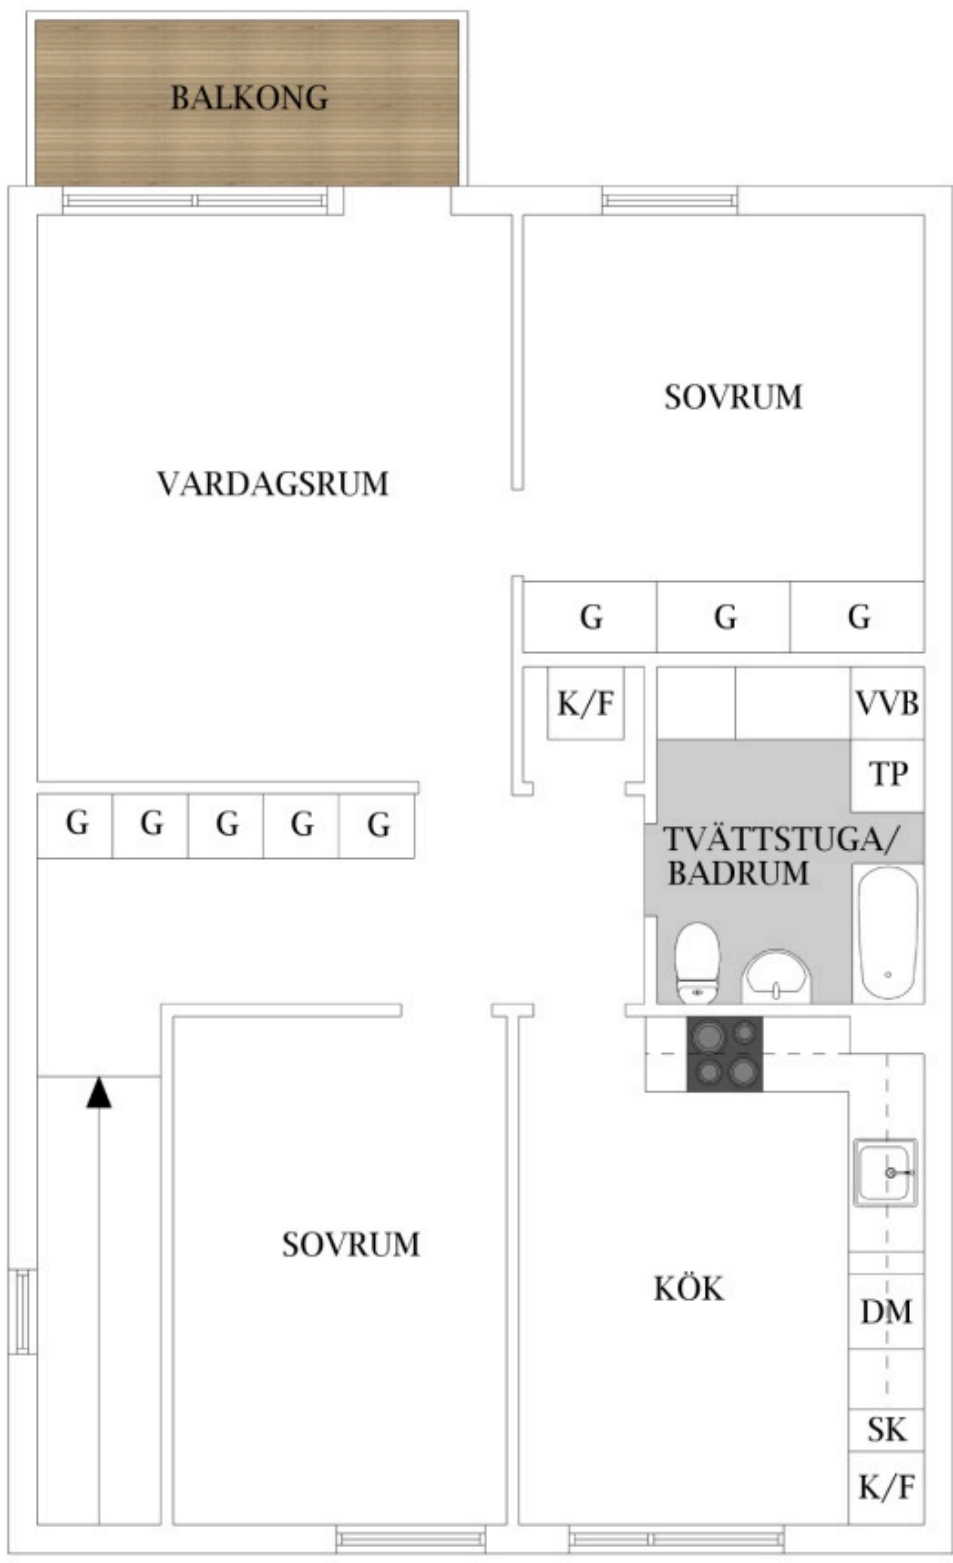 BALKONG
SOVRUM
VARDAGSRUM
G G G
K/F
VVB
TP
G G G G G
TVÄTTSTUGA/
BADRUM
SOVRUM
KÖK
DM
SK
K/F